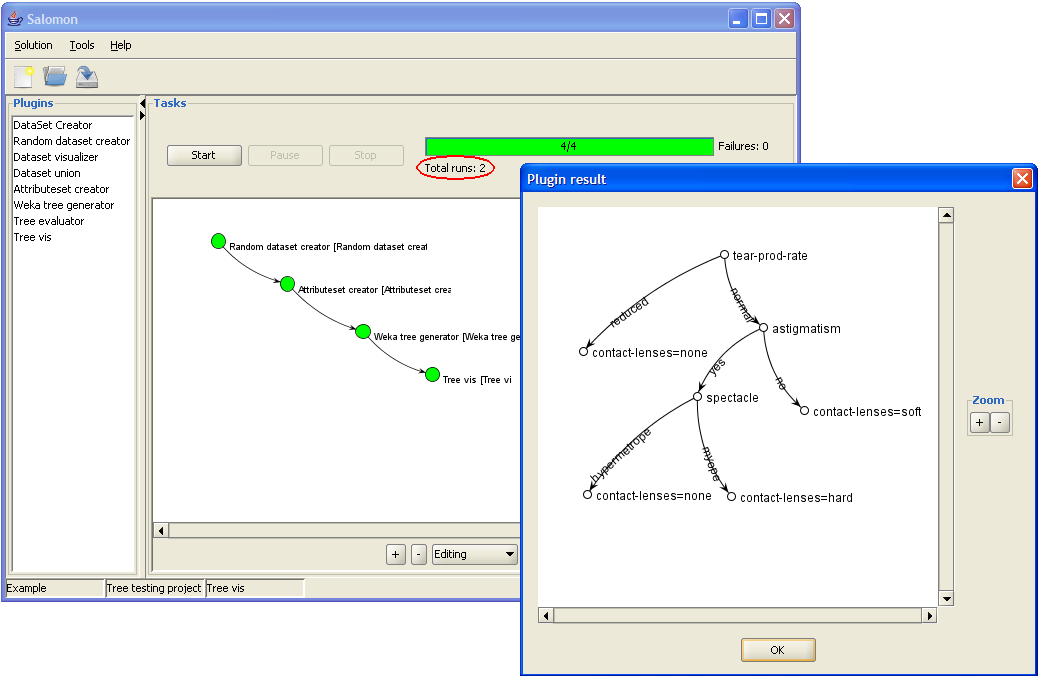 Salomon
Solution Tools Help
Plugins
DataSet Creator
Random dataset creator
Dataset visualizer
Dataset union
Attributeset creator
Weka tree generator
Tree evaluator
Tree vis
Tasks
Start Pause Stop
4/4
Failures: 0
Total runs: 2
Random dataset creator [Random dataset creat
Attributeset creator [Attributeset crea
Weka tree generator [Weka tree ge
Tree vis [Tree vi
+ - Editing
Example Tree testing project Tree vis
Plugin result
tear-prod-rate
reduced
normal
astigmatism
contact-lenses=none
yes
no
spectacle
contact-lenses=soft
hypermetrope
myope
contact-lenses=none
contact-lenses=hard
Zoom
+ -
OK